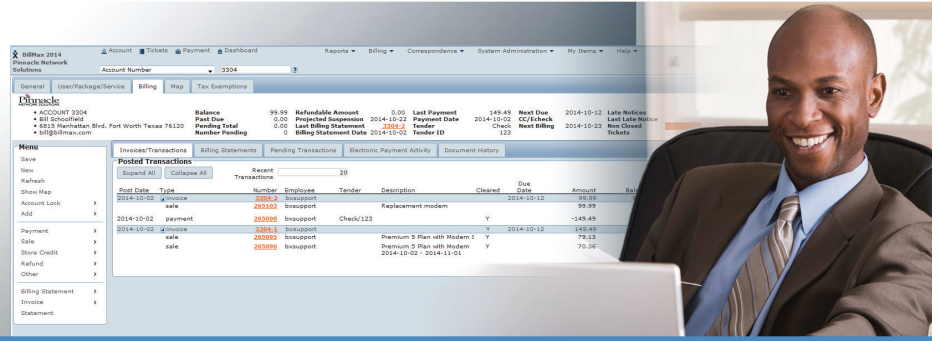 BillMax 2014
Pinnacle Network
Solutions
Account Tickets Payment Dashboard Reports Billing Correspondence System Administration My Items Help
Account Number 3304 ?
General User/Package/Service Billing Map Tax Exemptions
Pinnacle
NETWORK SOLUTIONS
ACCOUNT 3304
Bill Schoolfield
6815 Manhattan Blvd, Fort Worth Texas 76120
bill@billmax.com
Balance 99.99 Refundable Amount 0.00 Last Payment 149.49 Next Due 2014-10-12 Late Notices
Past Due 0.00 Projected Suspension 2014-10-22 Payment Date 2014-10-02 CC/Echeck Last Late Notice
Pending Total 0.00 Last Billing Statement 3304-2 Tender Check Next Billing 2014-10-23 Non Closed
Number Pending 0 Billing Statement Date 2014-10-02 Tender ID 123 Tickets
Menu
Save
New
Refresh
Show Map
Account Lock >
Add >
Payment >
Sale >
Store Credit >
Refund >
Other >
Billing Statement >
Invoice >
Statement
Invoices/Transactions Billing Statements Pending Transactions Electronic Payment Activity Document History
Posted Transactions
Expand All Collapse All Recent Transactions 20
Post Date Type Number Employee Tender Description Cleared Due Date Amount
2014-10-02 invoice 3304-2 bxsupport 2014-10-12 99.99
sale 265103 bxsupport Replacement modem 99.99
2014-10-02 payment 265098 bxsupport Check/123 Y -149.49
2014-10-02 invoice 3304-1 bxsupport Y 2014-10-12 149.49
sale 265095 bxsupport Premium 5 Plan with Modem Y 79.13
sale 265096 bxsupport Premium 5 Plan with Modem Y 70.36
2014-10-02 - 2014-11-01